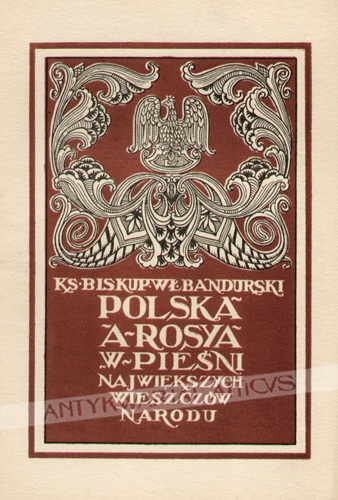 KS·BISKUP·WŁ·BANDURSKI
POLSKA
A-ROSYA
W-PIEŚNI
NAJWIĘKSZYCH
WIESZCZÓW
NARODU